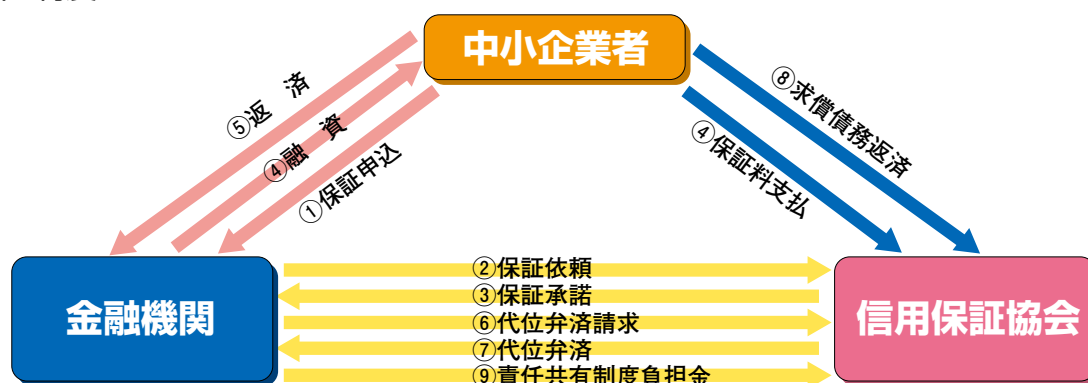 中小企業者
⑤返 済
④融 資
①保証申込
⑧求償債務返済
④保証料支払
金融機関
②保証依頼
③保証承諾
⑥代位弁済請求
⑦代位弁済
⑨責任共有制度負担金
信用保証協会